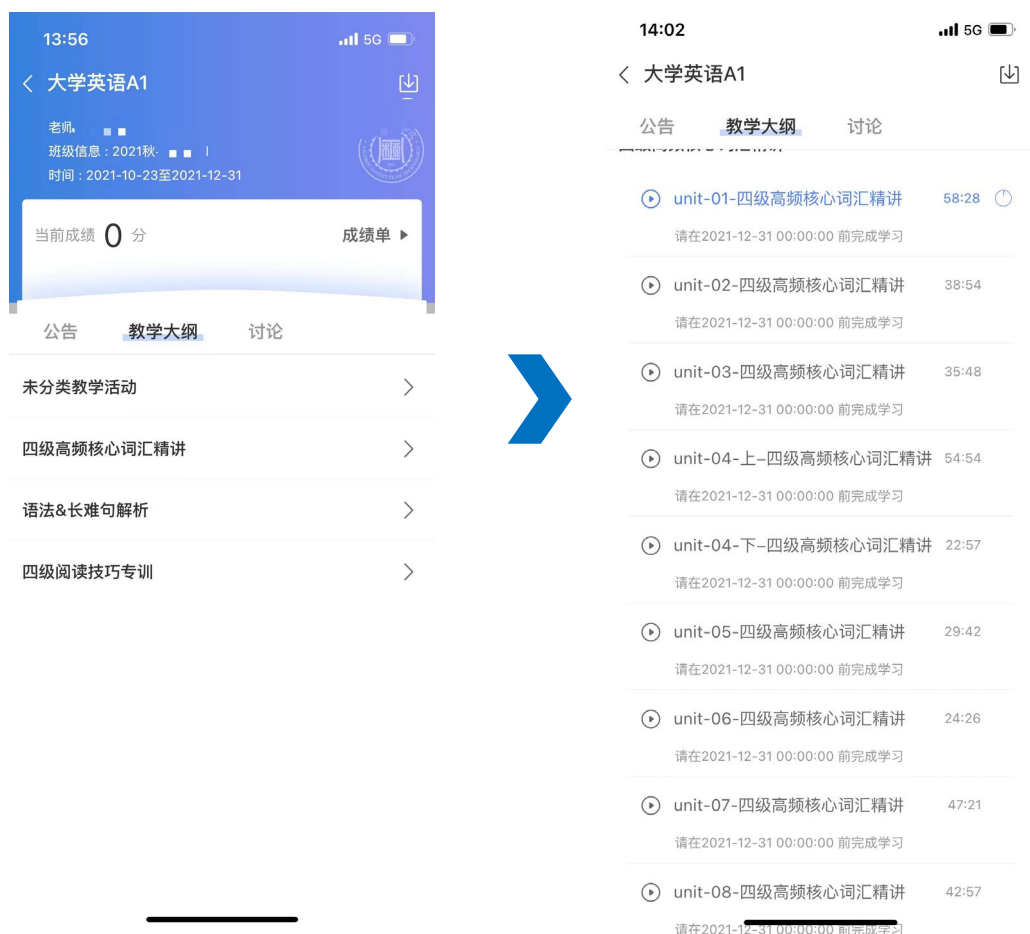 13:56
5G
大学英语A1
老师
班级信息：2021秋-
时间：2021-10-23至2021-12-31
当前成绩 0 分
成绩单
公告 教学大纲 讨论
未分类教学活动
四级高频核心词汇精讲
语法&长难句解析
四级阅读技巧专训
14:02
5G
大学英语A1
公告 教学大纲 讨论
unit-01-四级高频核心词汇精讲 58:28
请在2021-12-31 00:00:00 前完成学习
unit-02-四级高频核心词汇精讲 38:54
请在2021-12-31 00:00:00 前完成学习
unit-03-四级高频核心词汇精讲 35:48
请在2021-12-31 00:00:00 前完成学习
unit-04-上–四级高频核心词汇精讲 54:54
请在2021-12-31 00:00:00 前完成学习
unit-04-下–四级高频核心词汇精讲 22:57
请在2021-12-31 00:00:00 前完成学习
unit-05-四级高频核心词汇精讲 29:42
请在2021-12-31 00:00:00 前完成学习
unit-06-四级高频核心词汇精讲 24:26
请在2021-12-31 00:00:00 前完成学习
unit-07-四级高频核心词汇精讲 47:21
请在2021-12-31 00:00:00 前完成学习
unit-08-四级高频核心词汇精讲 42:57
请在2021-12-31 00:00:00 前完成学习